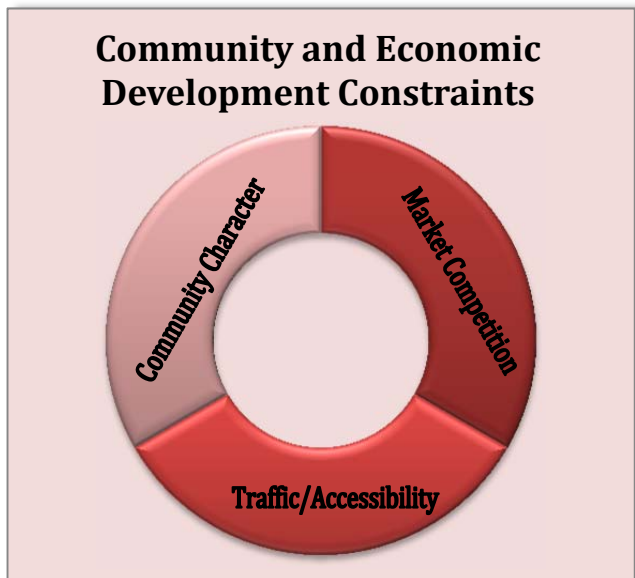 Community and Economic
Development Constraints
Community Character
Market Competition
Traffic/Accessibility